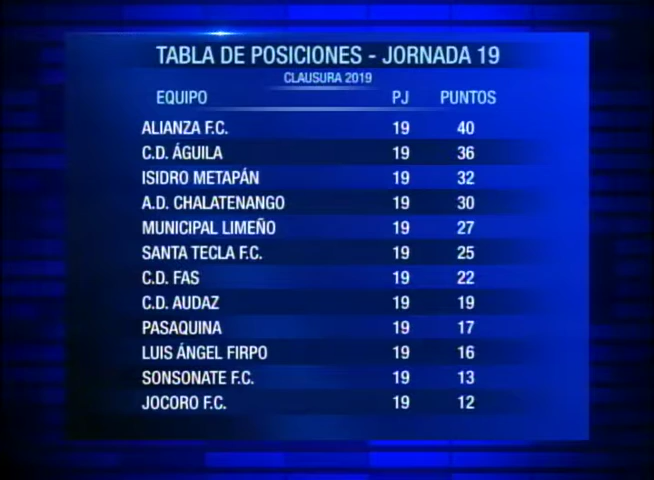 TABLA DE POSICIONES - JORNADA 19
CLAUSURA 2019
EQUIPO PJ PUNTOS
ALIANZA F.C. 19 40
C.D. ÁGUILA 19 36
ISIDRO METAPÁN 19 32
A.D. CHALATENANGO 19 30
MUNICIPAL LIMEÑO 19 27
SANTA TECLA F.C. 19 25
C.D. FAS 19 22
C.D. AUDAZ 19 19
PASAQUINA 19 17
LUIS ÁNGEL FIRPO 19 16
SONSONATE F.C. 19 13
JOCORO F.C. 19 12